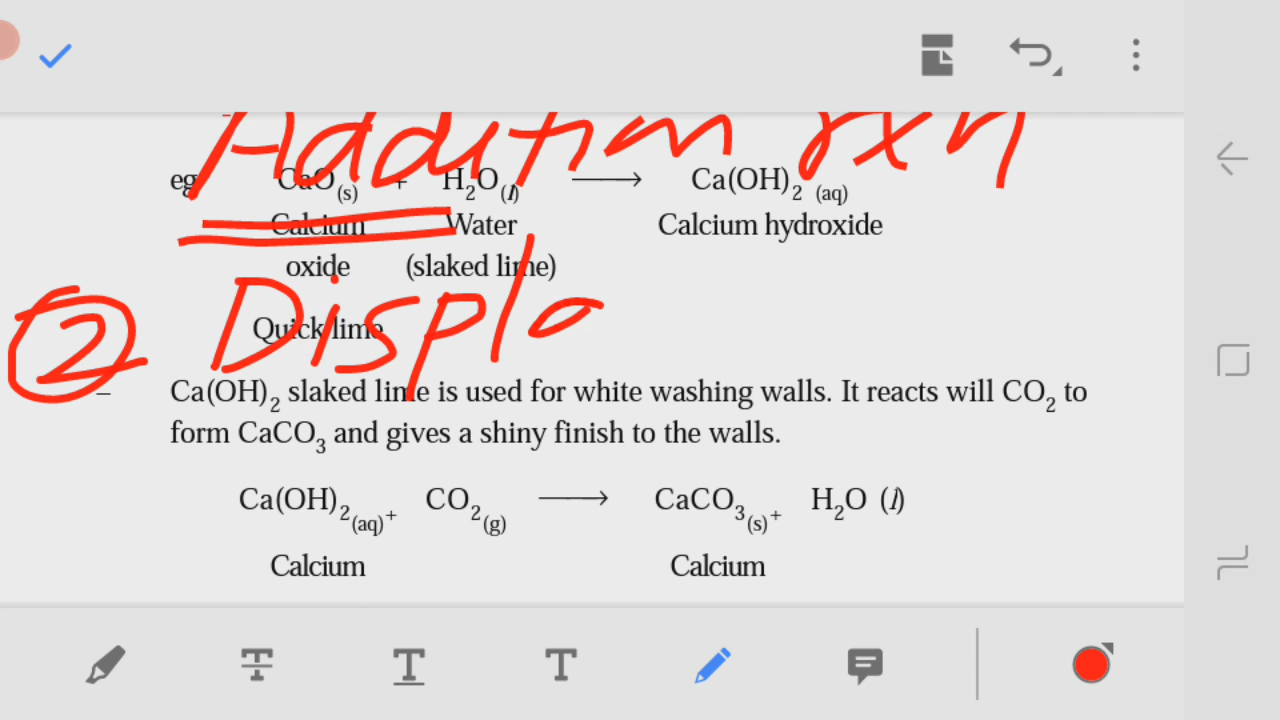 Addition rxn
eg CaO(s) + H₂O(l) ⟶ Ca(OH)₂ (aq)
Calcium Water Calcium hydroxide
oxide (slaked lime)
② Displa
Quick lime
– Ca(OH)₂ slaked lime is used for white washing walls. It reacts will CO₂ to
form CaCO₃ and gives a shiny finish to the walls.
Ca(OH)₂(aq)+ CO₂(g) ⟶ CaCO₃(s)+ H₂O (l)
Calcium Calcium
T T T